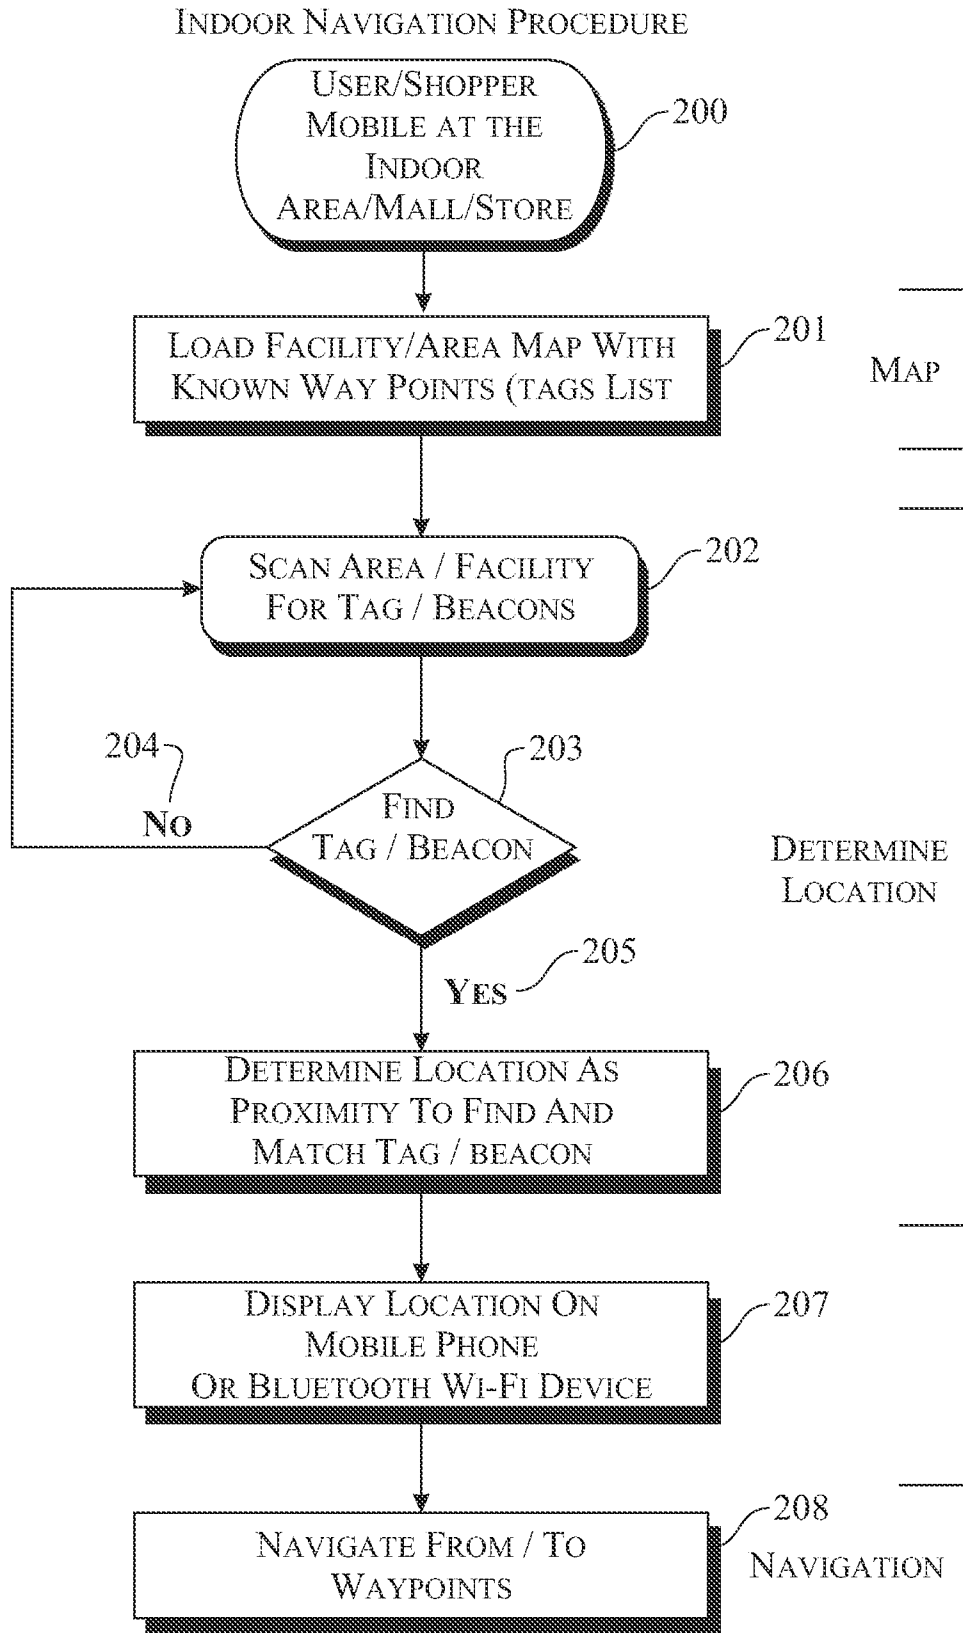 INDOOR NAVIGATION PROCEDURE
USER/SHOPPER
MOBILE AT THE
INDOOR
AREA/MALL/STORE
200
LOAD FACILITY/AREA MAP WITH
KNOWN WAY POINTS (TAGS LIST
201
MAP
SCAN AREA / FACILITY
FOR TAG / BEACONS
202
204
NO
203
FIND
TAG / BEACON
DETERMINE
LOCATION
205
YES
DETERMINE LOCATION AS
PROXIMITY TO FIND AND
MATCH TAG / BEACON
206
DISPLAY LOCATION ON
MOBILE PHONE
OR BLUETOOTH WI-FI DEVICE
207
NAVIGATE FROM / TO
WAYPOINTS
208
NAVIGATION